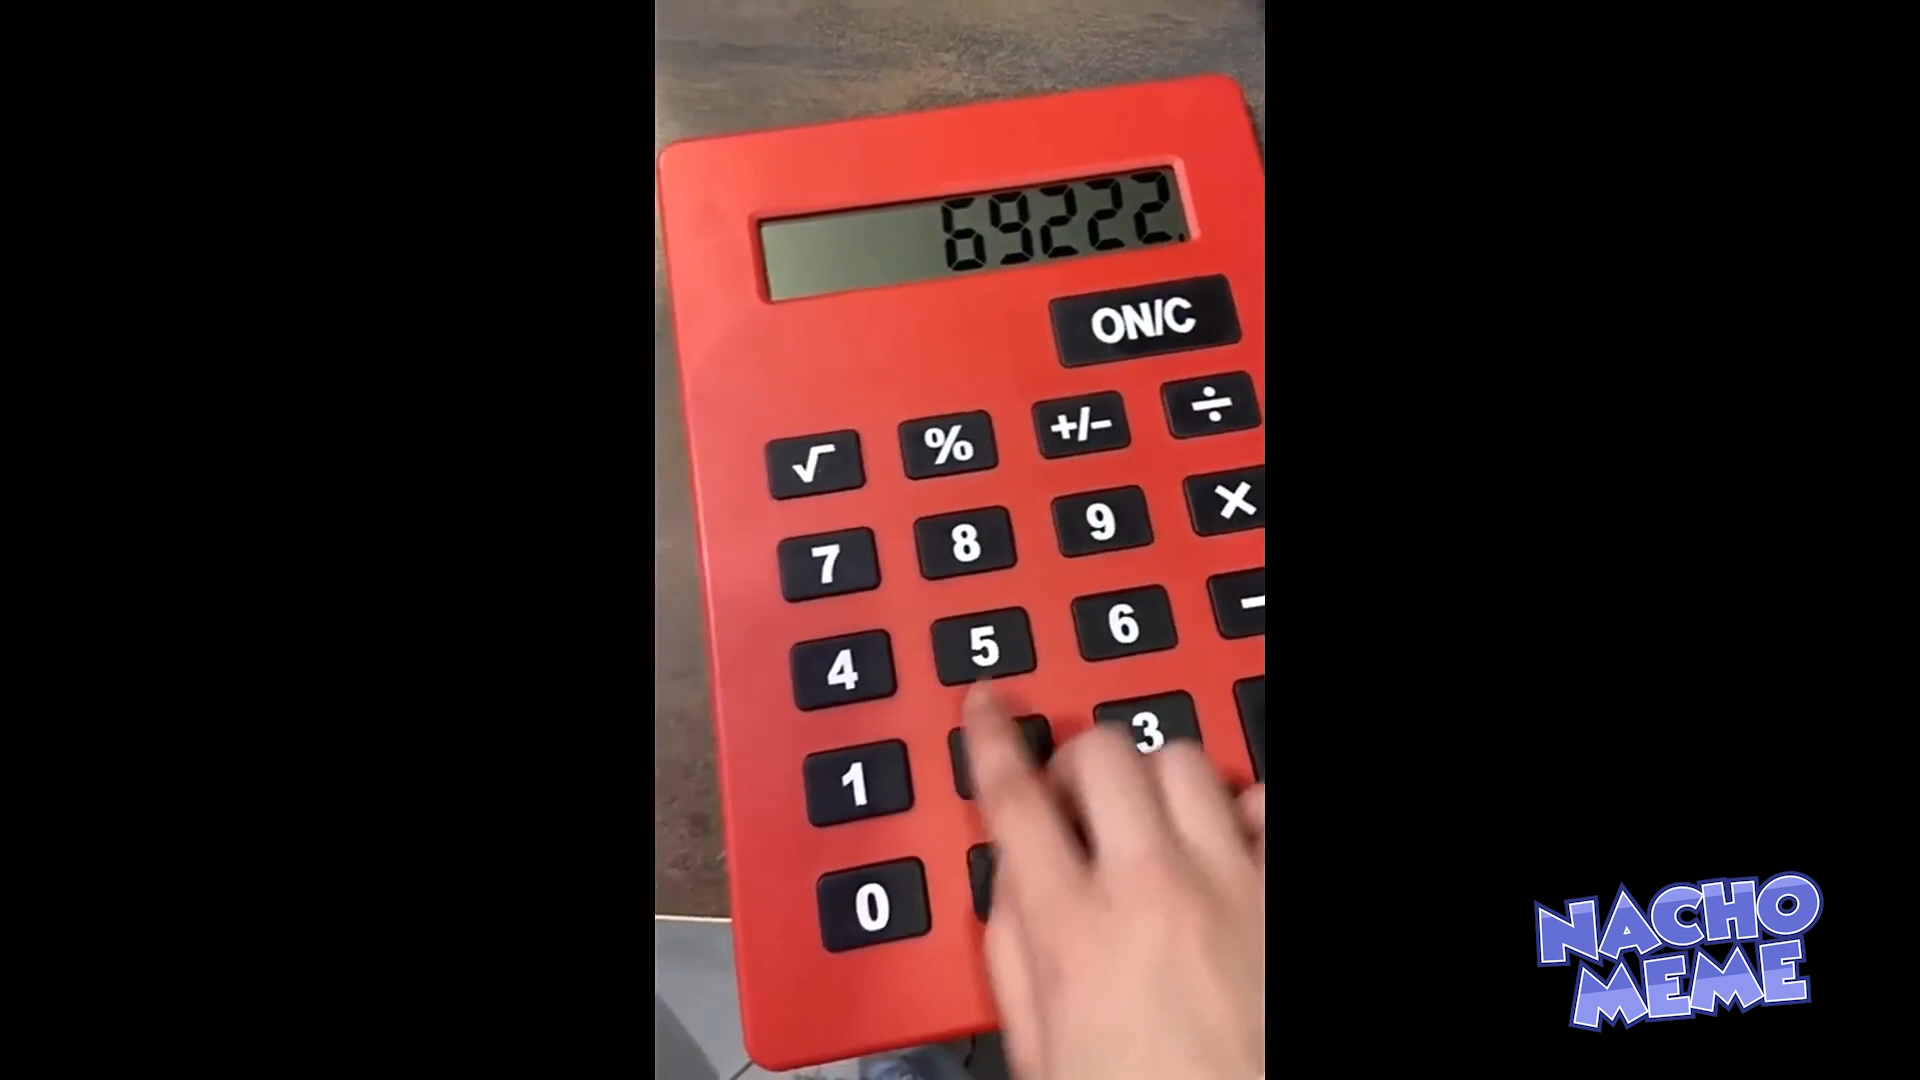 69222.
ON/C
√ % +/- ÷
7 8 9 ×
4 5 6 -
1 3
0
NACHO
MEME